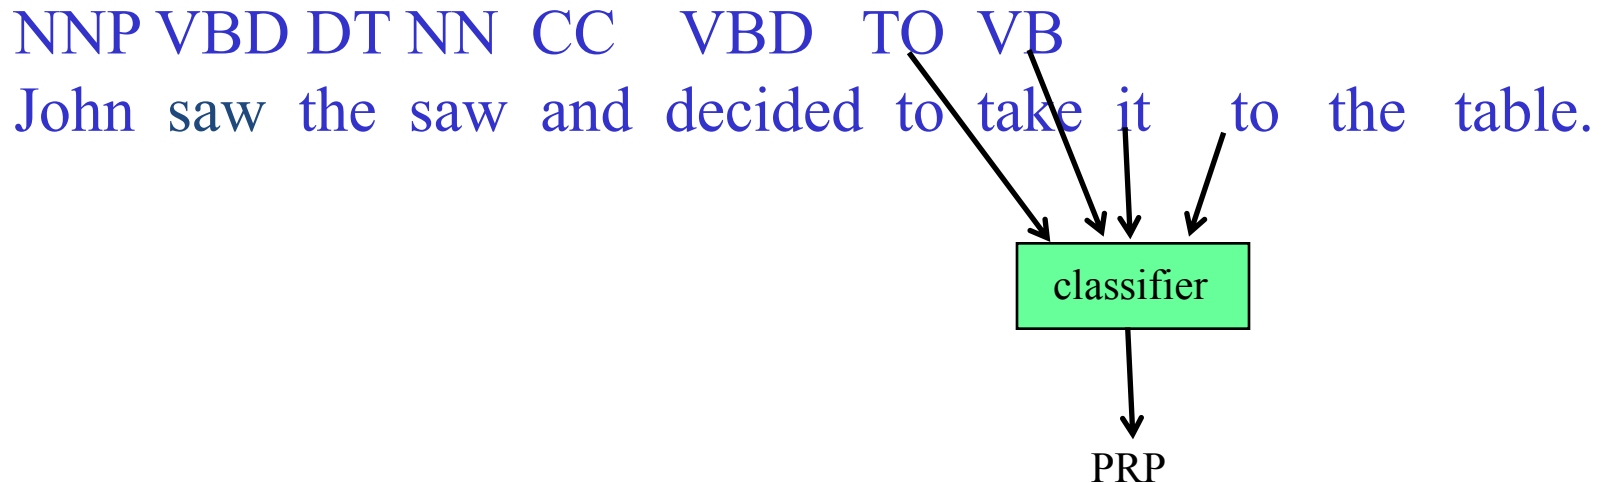 NNP VBD DT NN CC VBD TO VB
John saw the saw and decided to take it to the table.
classifier
PRP